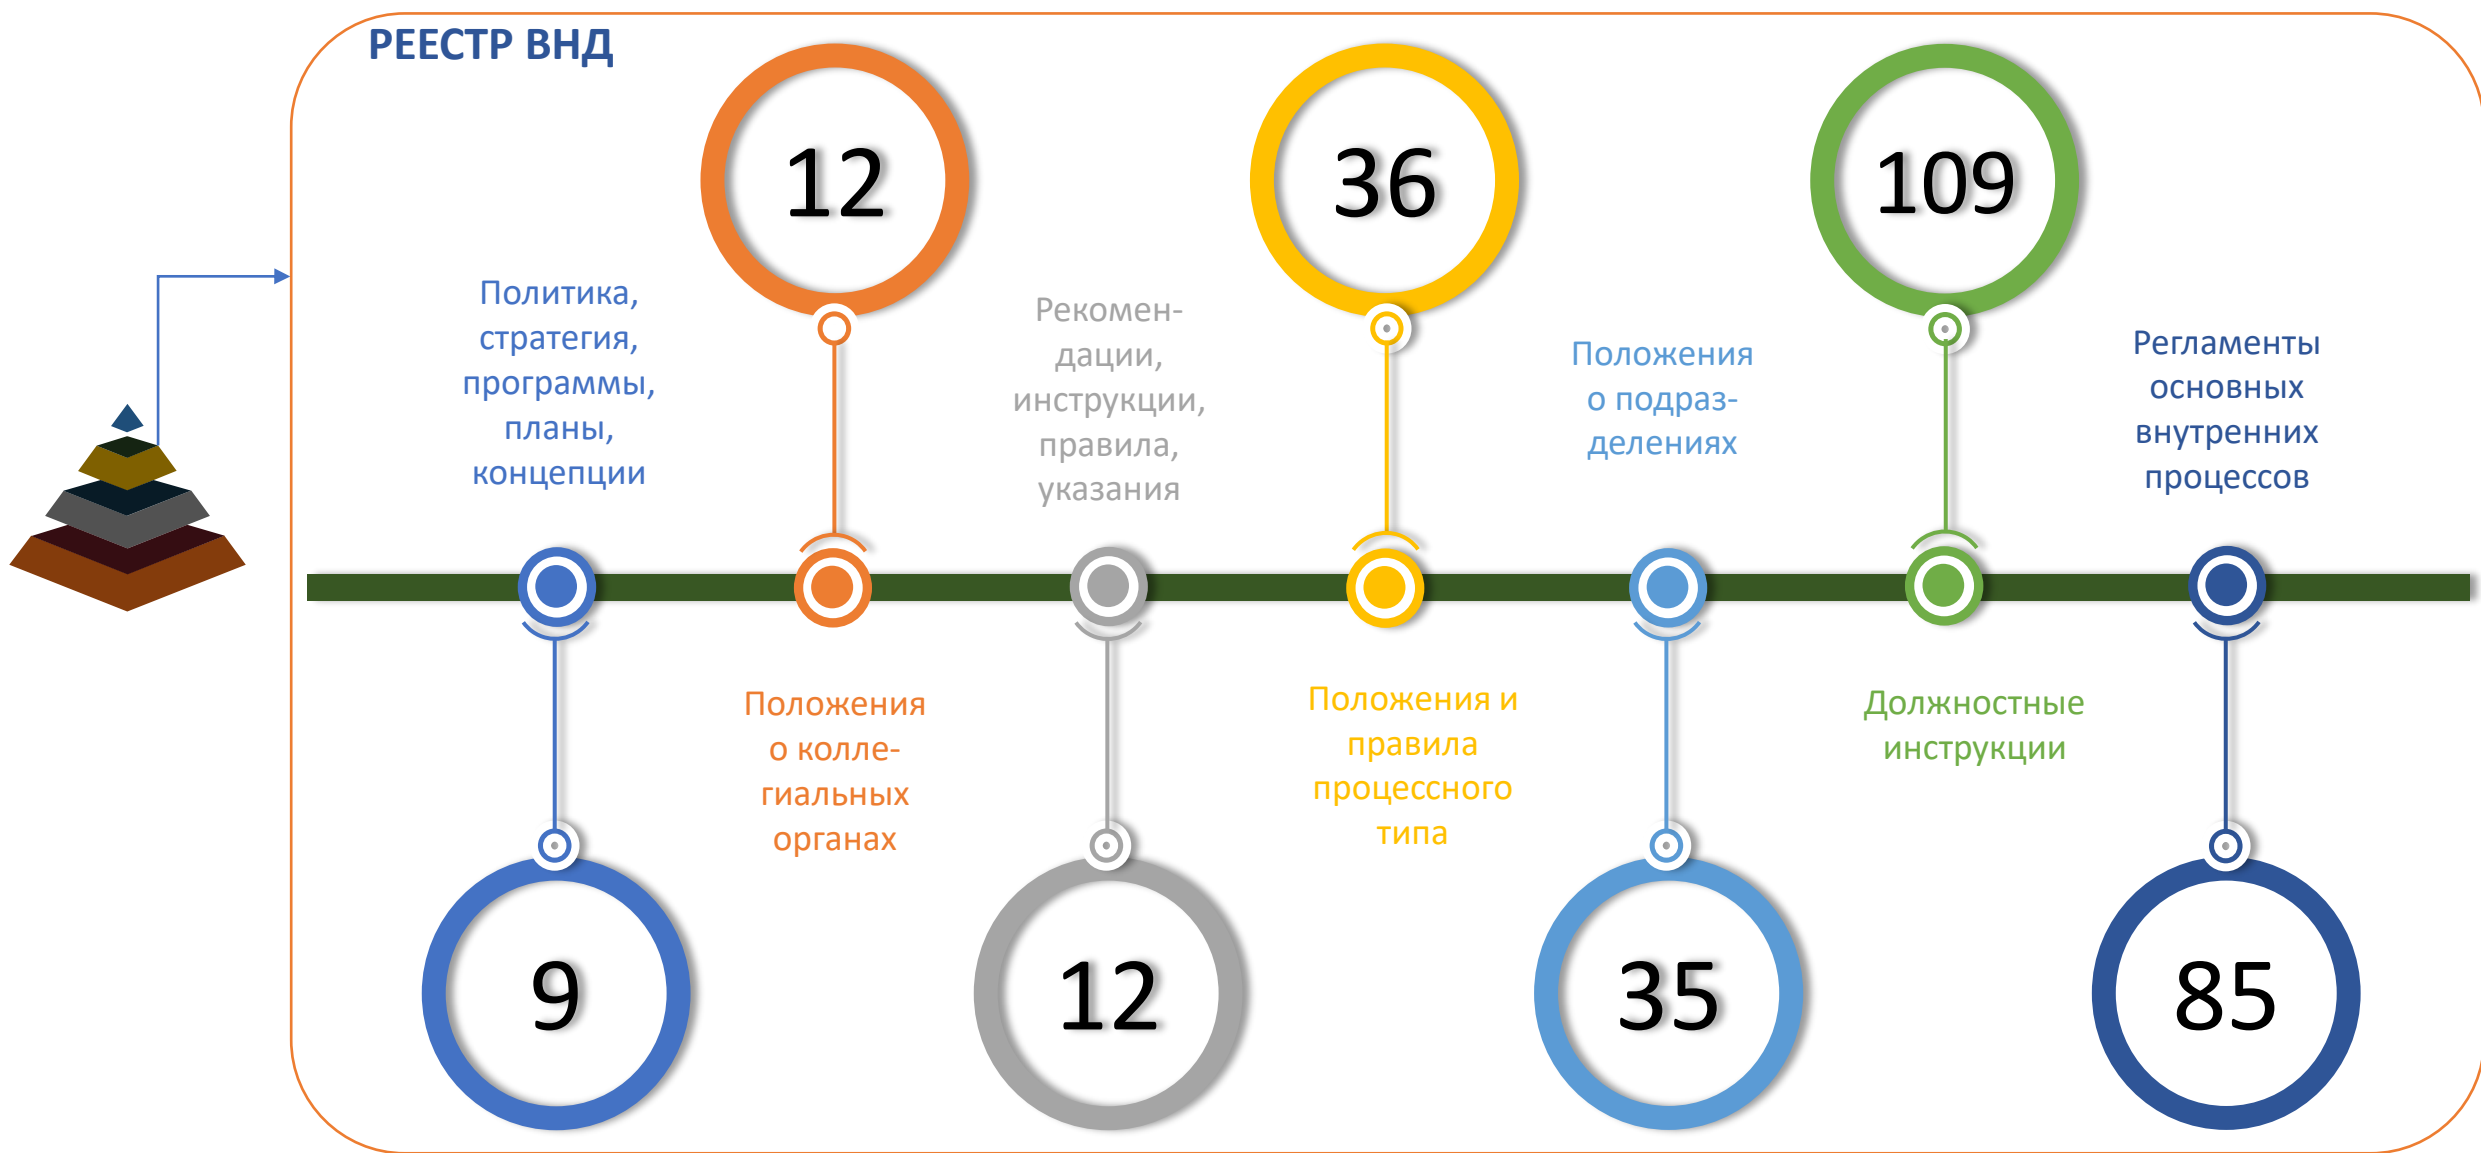 РЕЕСТР ВНД
12
36
109
Политика,
стратегия,
программы,
планы,
концепции
Рекомен-
дации,
инструкции,
правила,
указания
Положения
о подраз-
делениях
Регламенты
основных
внутренних
процессов
Положения
о колле-
гиальных
органах
Положения и
правила
процессного
типа
Должностные
инструкции
9
12
35
85